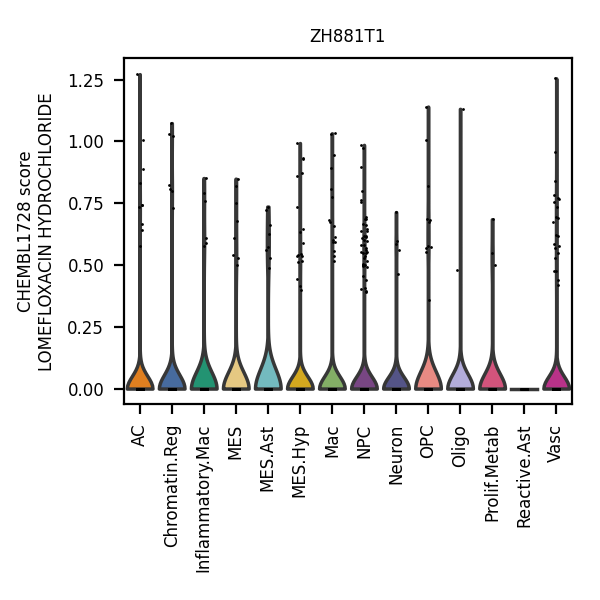 ZH881T1
CHEMBL1728 score
LOMEFLOXACIN HYDROCHLORIDE
1.25
1.00
0.75
0.50
0.25
0.00
AC
Chromatin.Reg
Inflammatory.Mac
MES
MES.Ast
MES.Hyp
Mac
NPC
Neuron
OPC
Oligo
Prolif.Metab
Reactive.Ast
Vasc